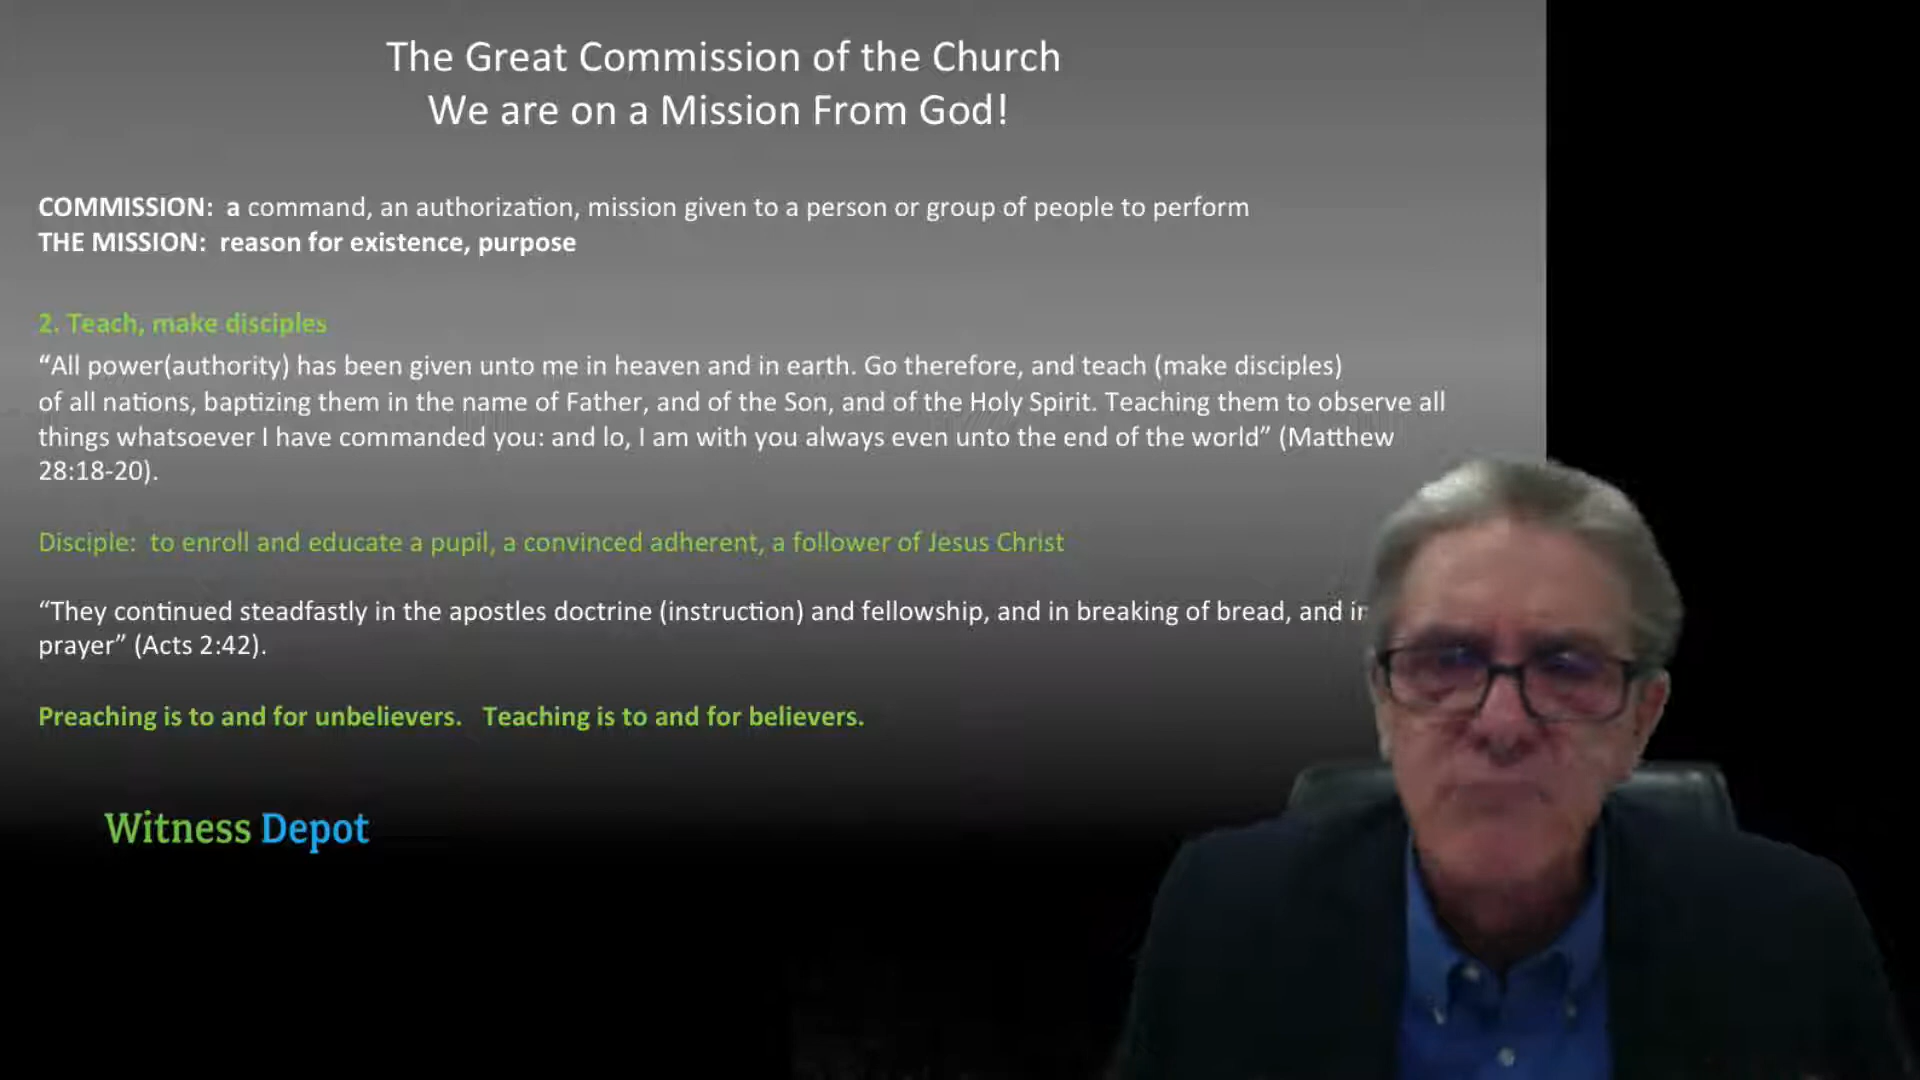 The Great Commission of the Church
We are on a Mission From God!
COMMISSION:  a command, an authorization, mission given to a person or group of people to perform
THE MISSION:  reason for existence, purpose
2. Teach, make disciples
“All power(authority) has been given unto me in heaven and in earth. Go therefore, and teach (make disciples)
of all nations, baptizing them in the name of Father, and of the Son, and of the Holy Spirit. Teaching them to observe all
things whatsoever I have commanded you: and lo, I am with you always even unto the end of the world” (Matthew
28:18-20).
Disciple:  to enroll and educate a pupil, a convinced adherent, a follower of Jesus Christ
“They continued steadfastly in the apostles doctrine (instruction) and fellowship, and in breaking of bread, and in
prayer” (Acts 2:42).
Preaching is to and for unbelievers.   Teaching is to and for believers.
Witness Depot